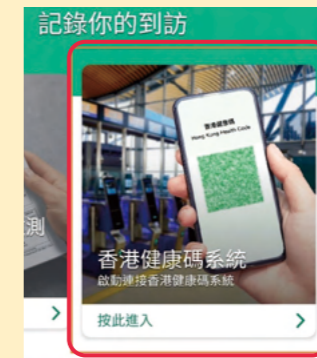 記錄你的到訪
測
香港健康碼
Hong Kong Health Code
香港健康碼系統
啟動連接香港健康碼系統
按此進入